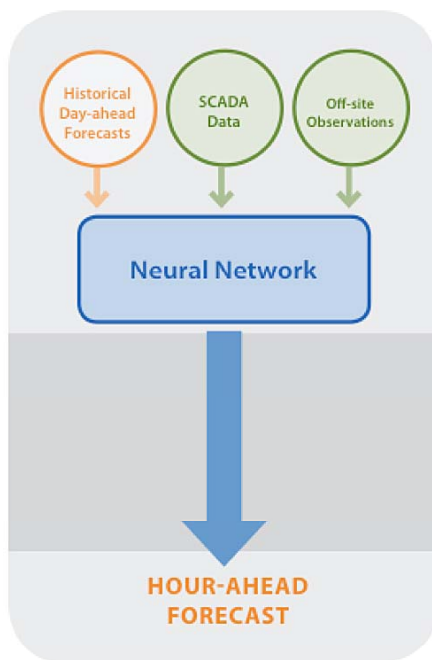 Historical
Day-ahead
Forecasts
SCADA
Data
Off-site
Observations
Neural Network
HOUR-AHEAD
FORECAST